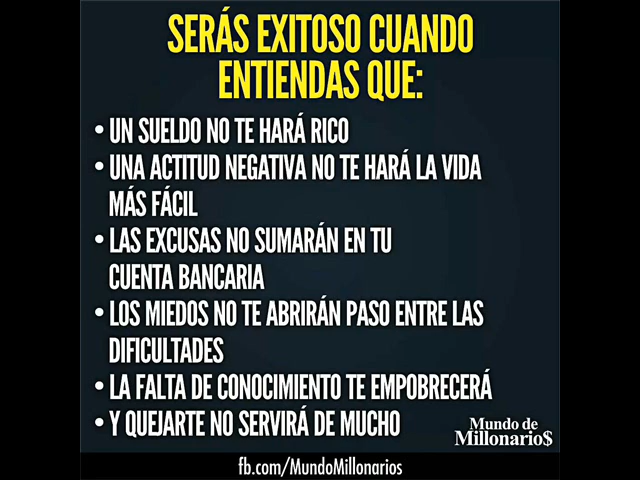 SERÁS EXITOSO CUANDO
ENTIENDAS QUE:
• UN SUELDO NO TE HARÁ RICO
• UNA ACTITUD NEGATIVA NO TE HARÁ LA VIDA
MÁS FÁCIL
• LAS EXCUSAS NO SUMARÁN EN TU
CUENTA BANCARIA
• LOS MIEDOS NO TE ABRIRÁN PASO ENTRE LAS
DIFICULTADES
• LA FALTA DE CONOCIMIENTO TE EMPOBRECERÁ
• Y QUEJARTE NO SERVIRÁ DE MUCHO
Mundo de
Millonario$
fb.com/MundoMillonarios